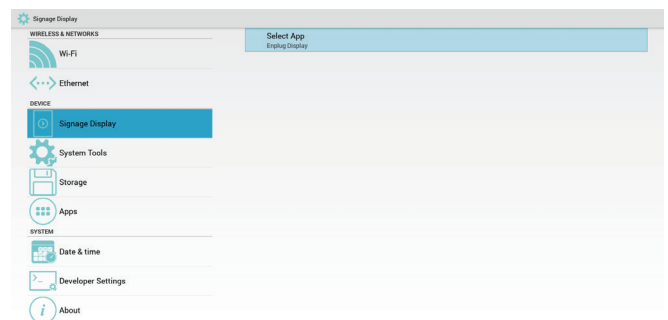 Signage Display
WIRELESS & NETWORKS
Wi-Fi
Ethernet
DEVICE
Signage Display
System Tools
Storage
Apps
SYSTEM
Date & time
Developer Settings
About
Select App
Enplug Display